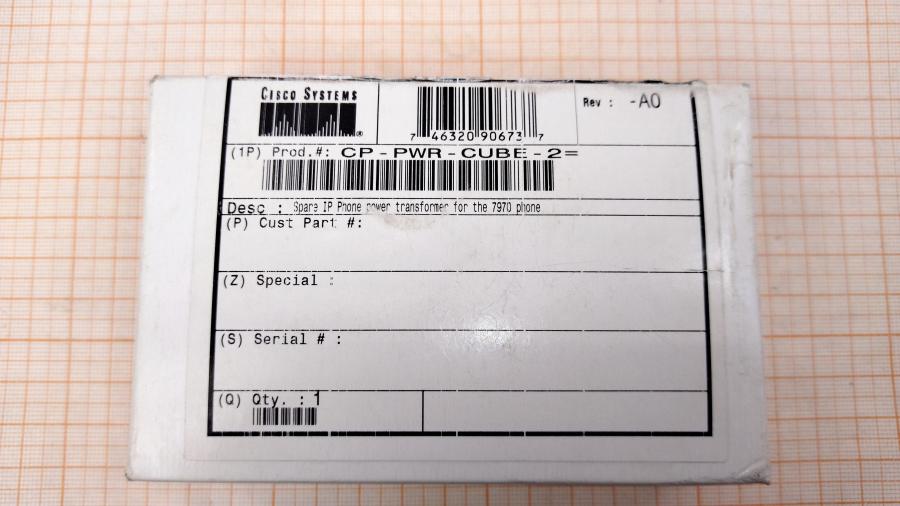 CISCO SYSTEMS
®
7 46320 90673 7
Rev : -A0
(1P) Prod.#: CP-PWR-CUBE-2=
Desc : Spare IP Phone power transformer for the 7970 phone
(P) Cust Part #:
(Z) Special :
(S) Serial # :
(Q) Qty. : 1